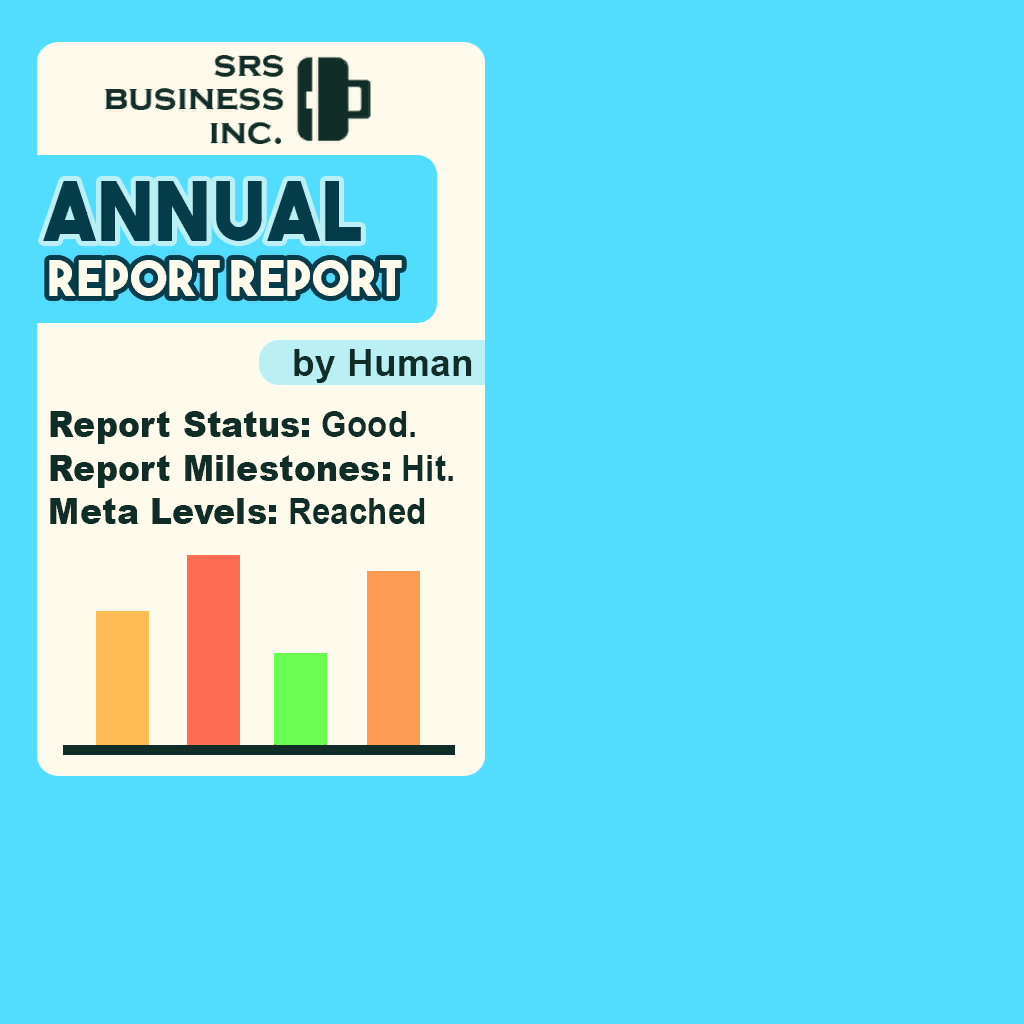 SRS
BUSINESS
INC.
ANNUAL
REPORT REPORT
by Human
Report Status: Good.
Report Milestones: Hit.
Meta Levels: Reached